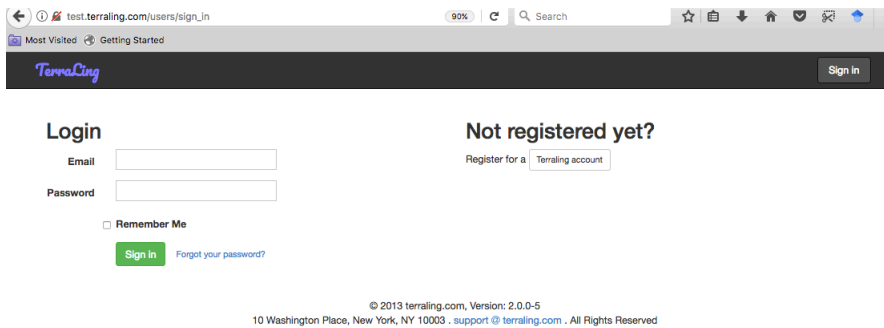 test.terraling.com/users/sign_in
90%
Search
Most Visited
Getting Started
TerraLing
Sign in
Login
Email
Password
Remember Me
Sign in
Forgot your password?
Not registered yet?
Register for a Terraling account
© 2013 terraling.com, Version: 2.0.0-5
10 Washington Place, New York, NY 10003 . support @ terraling.com . All Rights Reserved